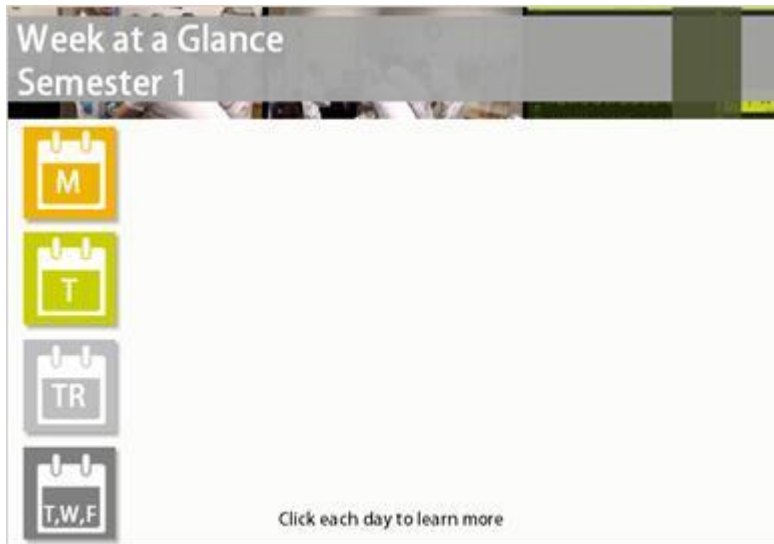 Week at a Glance
Semester 1
M
T
TR
T,W,F
Click each day to learn more